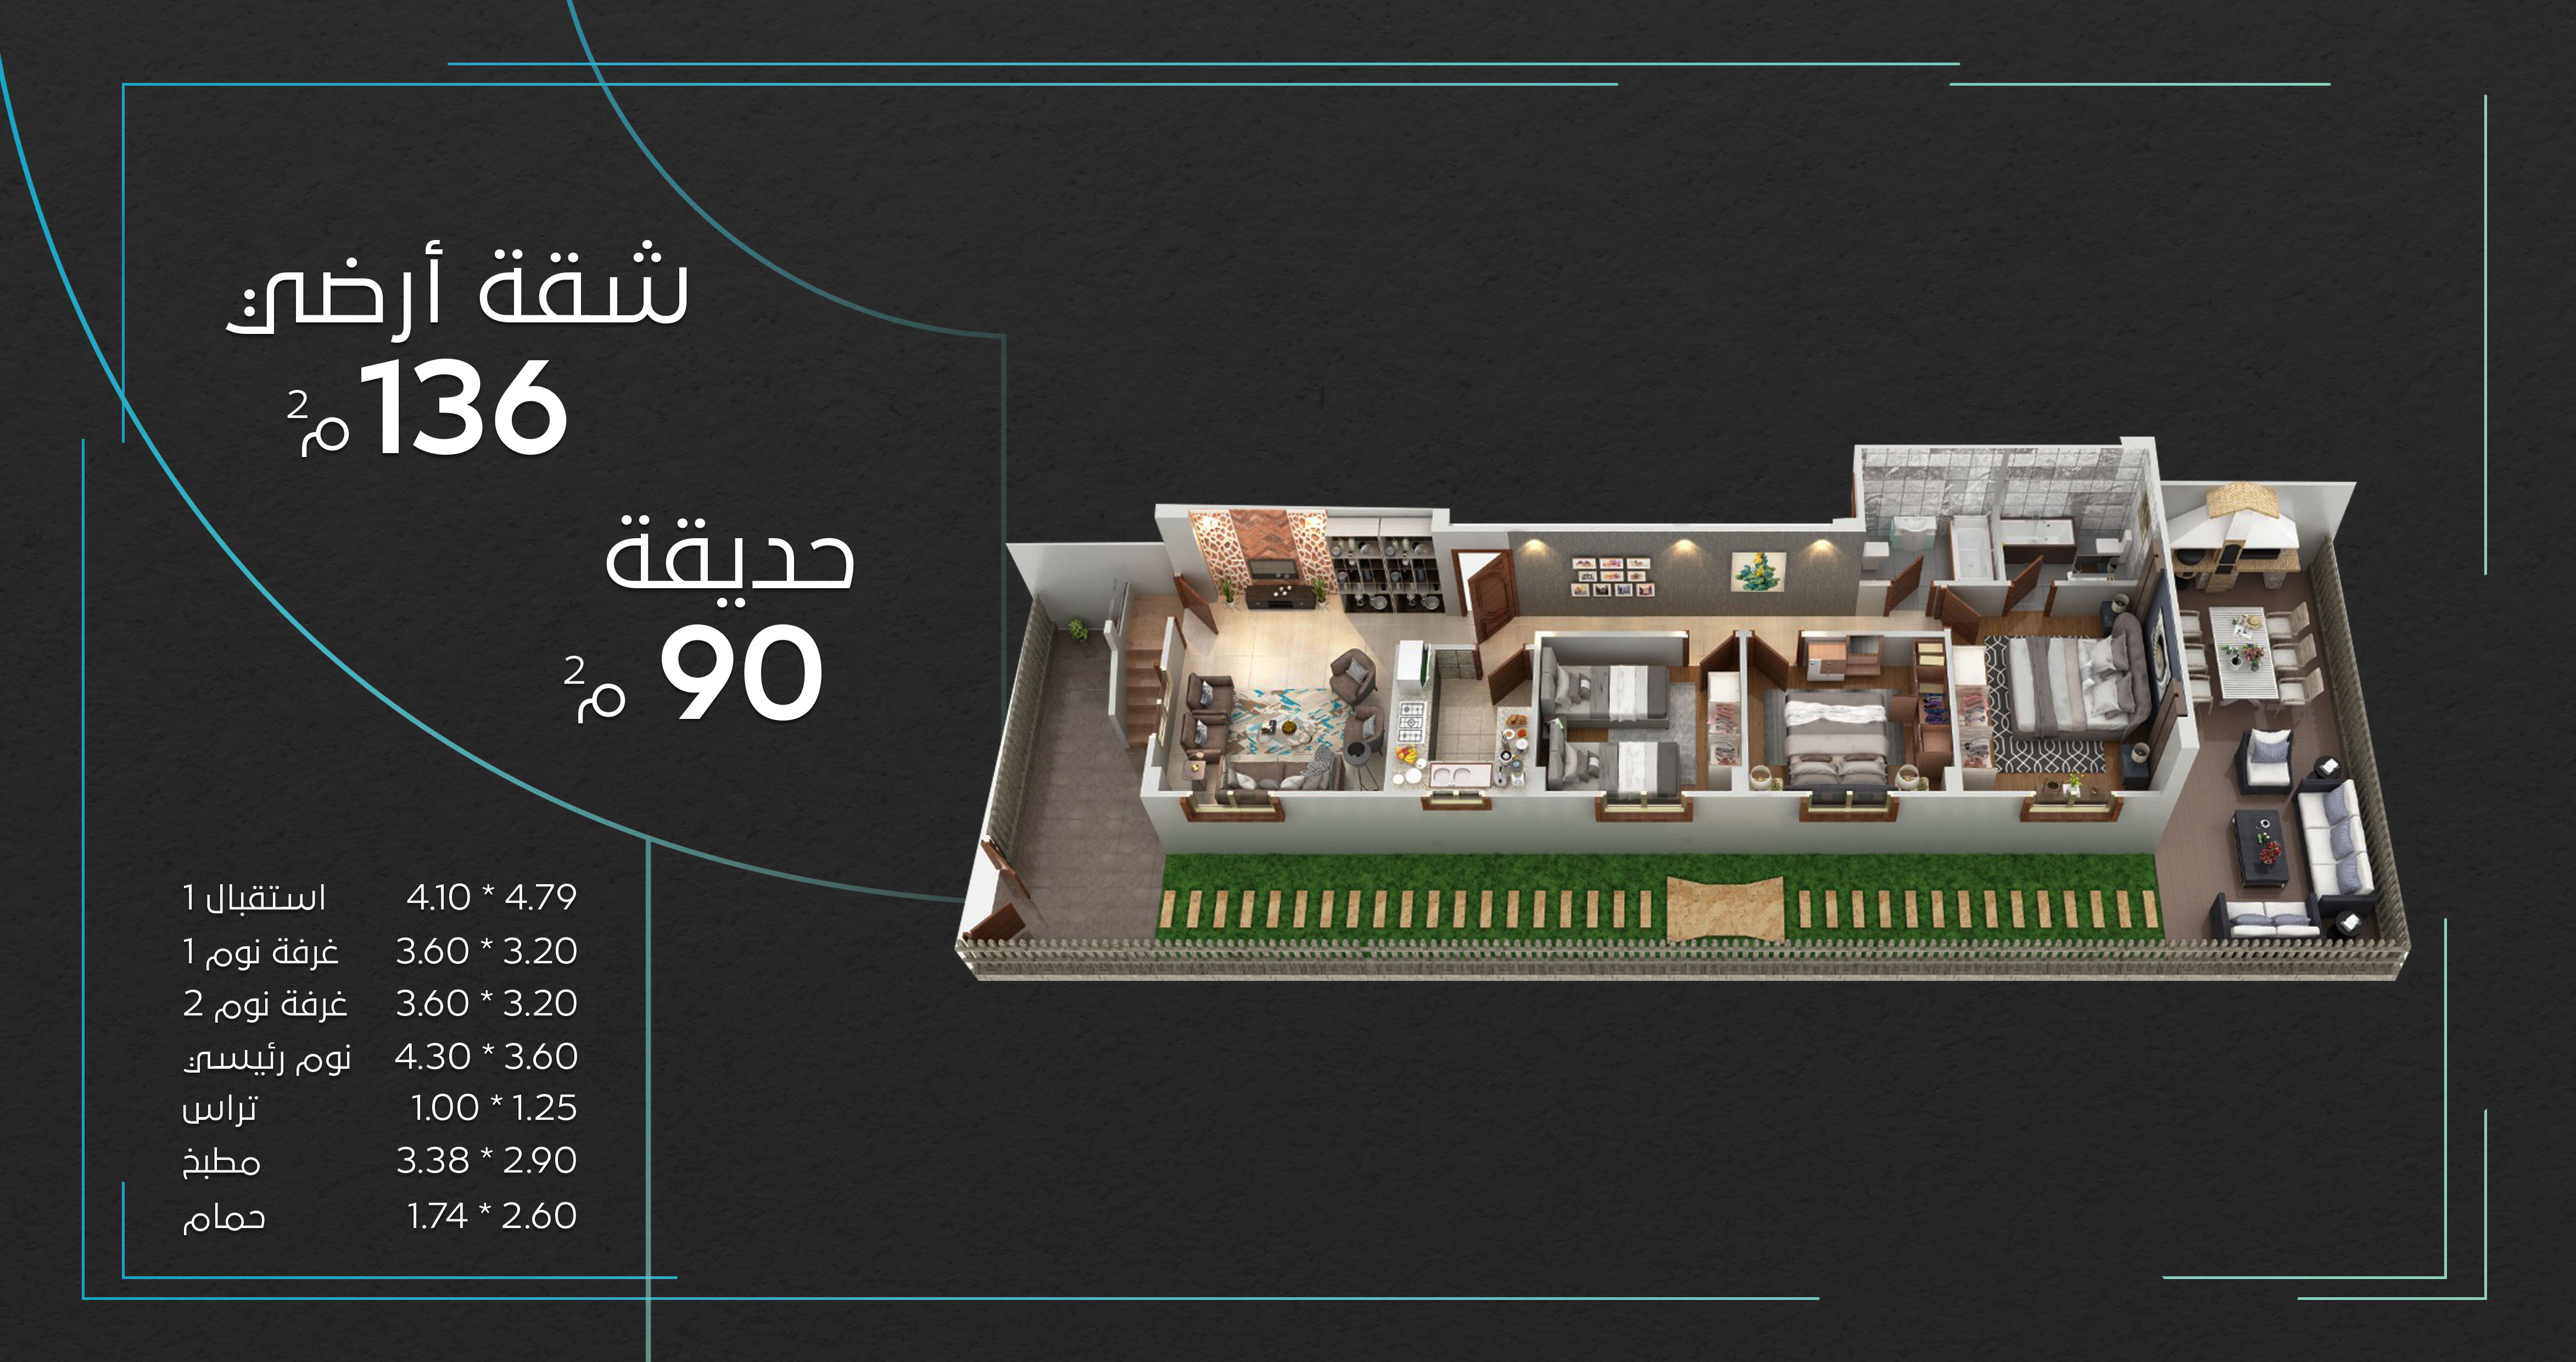 شقة أرضي
136م2
حديقة
90 م2
استقبال 1 4.10 * 4.79
غرفة نوم 1 3.60 * 3.20
غرفة نوم 2 3.60 * 3.20
نوم رئيسي 4.30 * 3.60
تراس 1.00 * 1.25
مطبخ 3.38 * 2.90
حمام 1.74 * 2.60